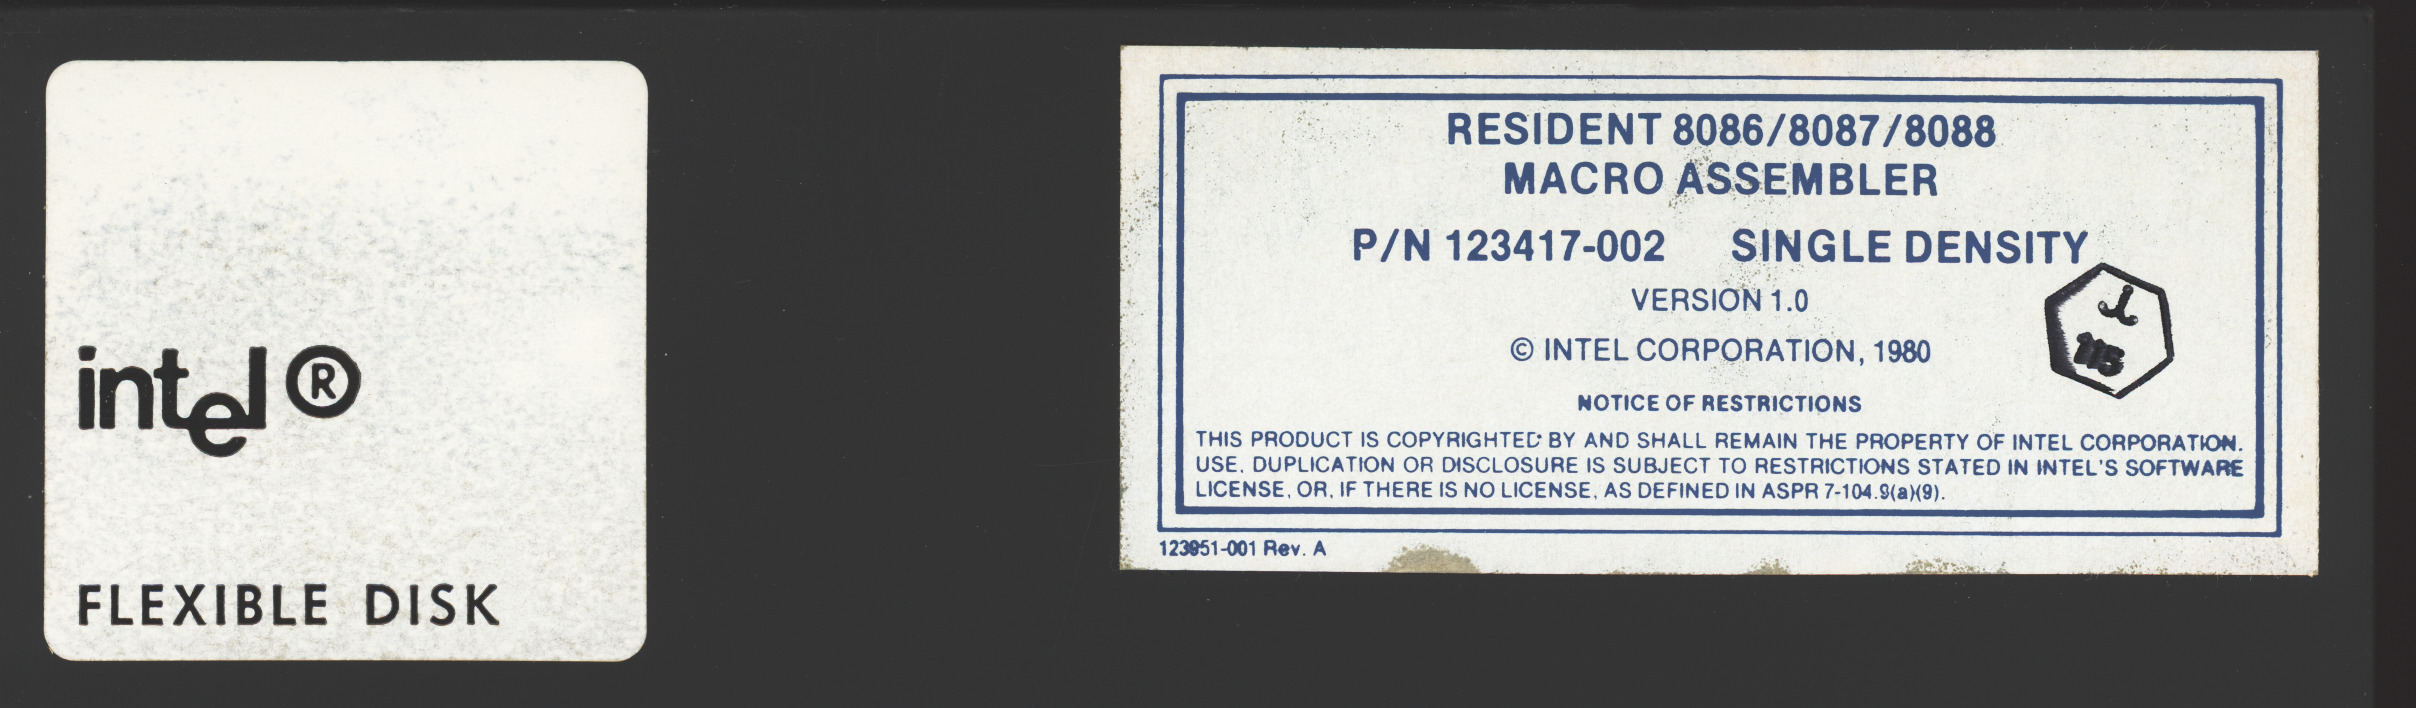 intel®
FLEXIBLE DISK
RESIDENT 8086/8087/8088
MACRO ASSEMBLER
P/N 123417-002 SINGLE DENSITY
VERSION 1.0
© INTEL CORPORATION, 1980
NOTICE OF RESTRICTIONS
THIS PRODUCT IS COPYRIGHTED BY AND SHALL REMAIN THE PROPERTY OF INTEL CORPORATION.
USE, DUPLICATION OR DISCLOSURE IS SUBJECT TO RESTRICTIONS STATED IN INTEL'S SOFTWARE
LICENSE, OR, IF THERE IS NO LICENSE, AS DEFINED IN ASPR 7-104.9(a)(9).
123951-001 Rev. A